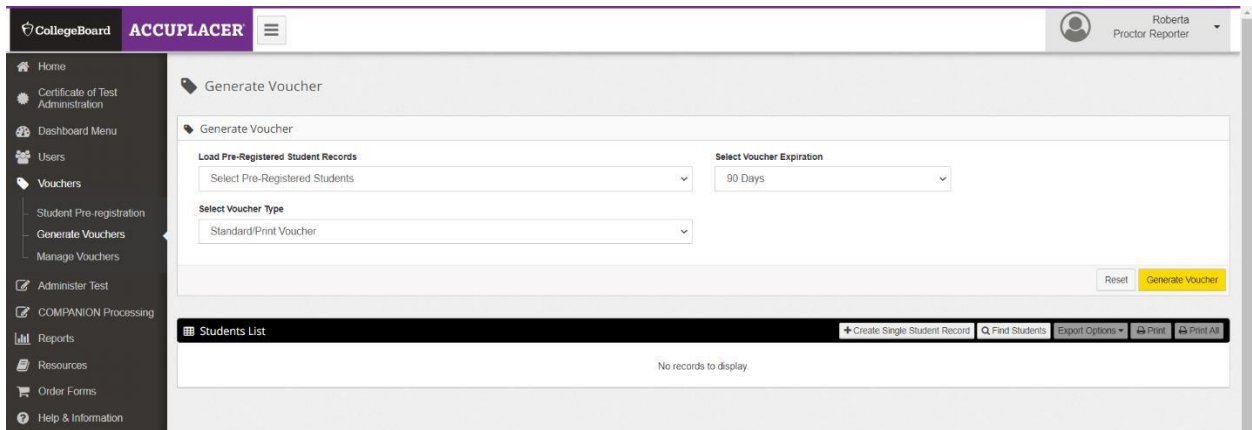 CollegeBoard ACCUPLACER
Roberta
Proctor Reporter
Home
Certificate of Test
Administration
Dashboard Menu
Users
Vouchers
Student Pre-registration
Generate Vouchers
Manage Vouchers
Administer Test
COMPANION Processing
Reports
Resources
Order Forms
Help & Information
Generate Voucher
Generate Voucher
Load Pre-Registered Student Records
Select Pre-Registered Students
Select Voucher Expiration
90 Days
Select Voucher Type
Standard/Print Voucher
Reset Generate Voucher
Students List
Create Single Student Record Find Students Export Options Print Print All
No records to display.